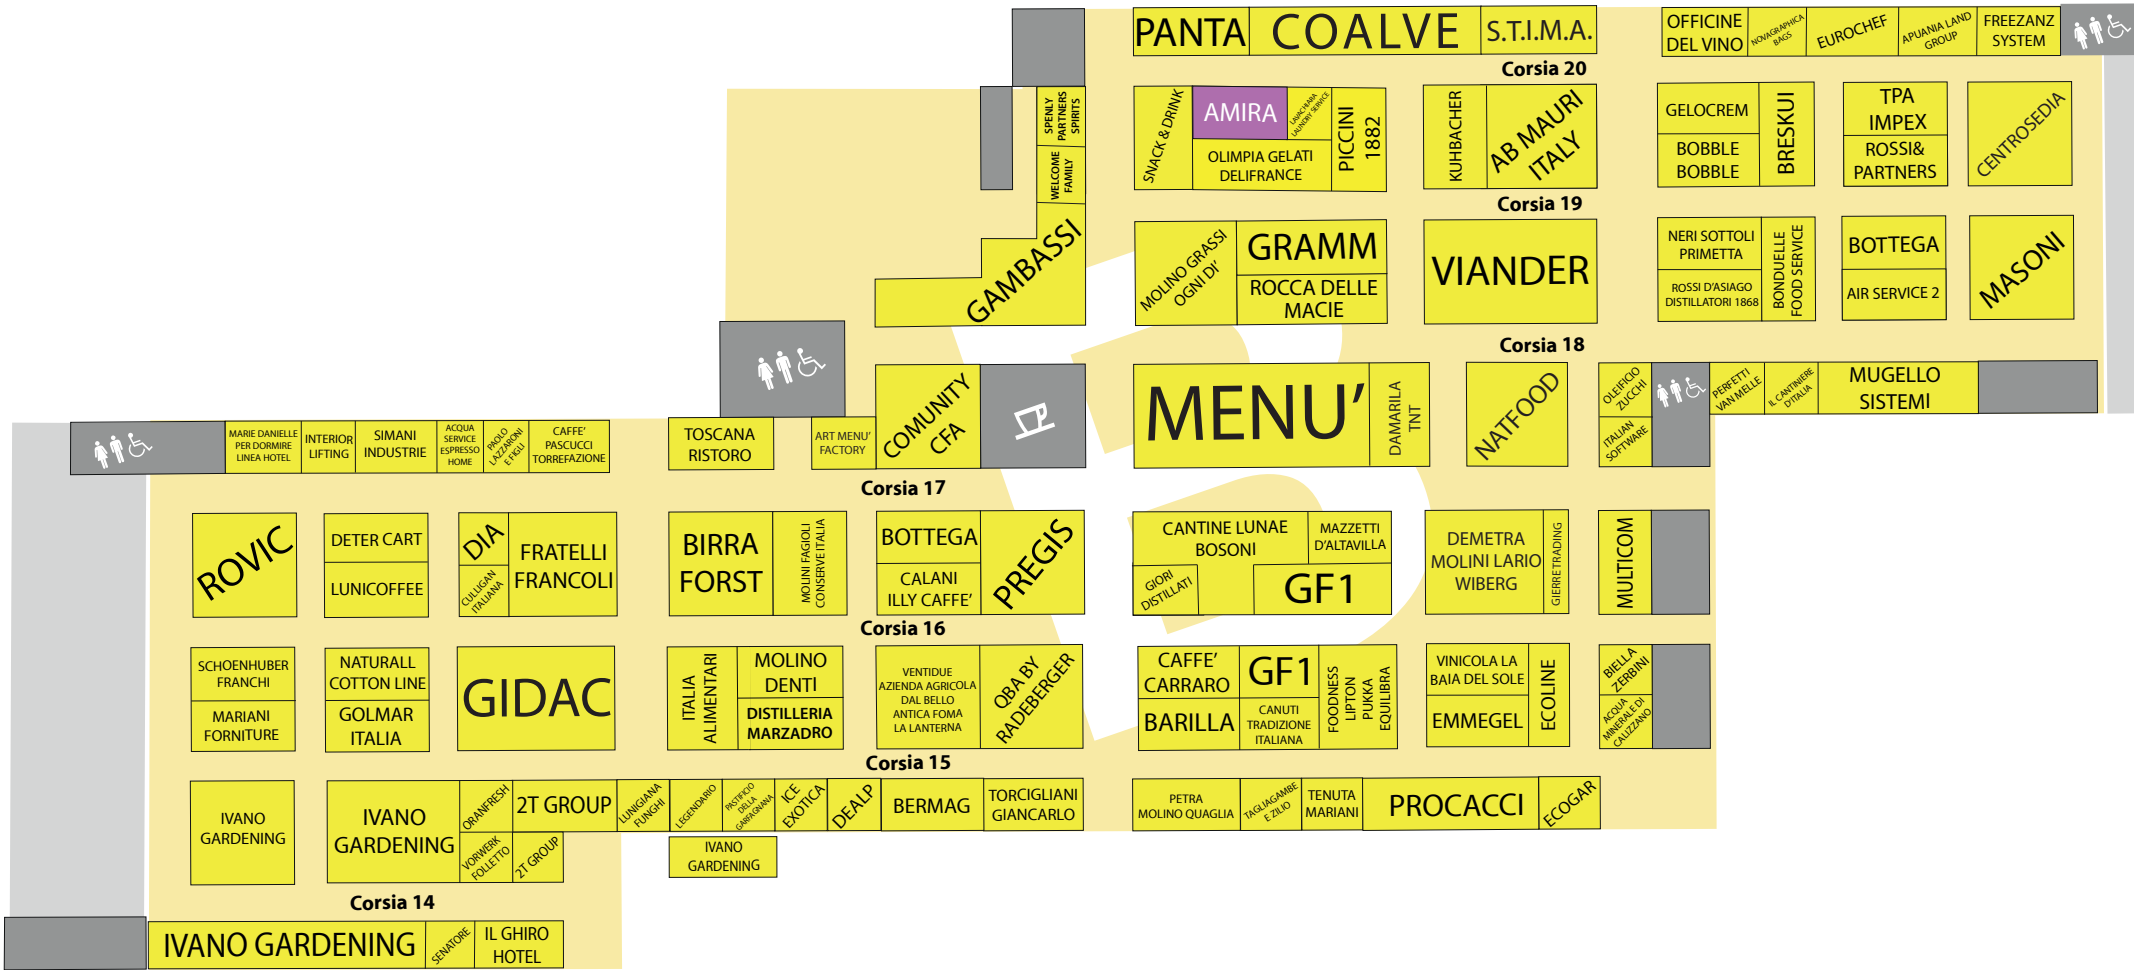 PANTA
COALVE
S.T.I.M.A.
OFFICINE
DEL VINO
NOVAGRAPHICA
BAGS
EUROCHEF
APUANIA LAND
GROUP
FREEZANZ
SYSTEM
Corsia 20
SPENLY
PARTNERS
SPIRITS
WELCOME
FAMILY
GAMBASSI
SNACK & DRINK
AMIRA
LAVACHIARA
LAUNDRY SERVICE
OLIMPIA GELATI
DELIFRANCE
PICCINI
1882
KUHBACHER
AB MAURI
ITALY
GELOCREM
BOBBLE
BOBBLE
BRESKUI
TPA
IMPEX
ROSSI&
PARTNERS
CENTROSEDIA
Corsia 19
MOLINO GRASSI
OGNI DI'
GRAMM
ROCCA DELLE
MACIE
VIANDER
NERI SOTTOLI
PRIMETTA
ROSSI D'ASIAGO
DISTILLATORI 1868
BONDUELLE
FOOD SERVICE
BOTTEGA
AIR SERVICE 2
MASONI
Corsia 18
COMUNITY
CFA
MENU'
DAMARILA
TNT
NATFOOD
OLEIFICIO
ZUCCHI
ITALIAN
SOFTWARE
PERFETTI
VAN MELLE
IL CANTINIERE
D'ITALIA
MUGELLO
SISTEMI
MARIE DANIELLE
PER DORMIRE
LINEA HOTEL
INTERIOR
LIFTING
SIMANI
INDUSTRIE
ACQUA
SERVICE
ESPRESSO
HOME
PAOLO
LAZZARONI
E FIGLI
CAFFE'
PASCUCCI
TORREFAZIONE
TOSCANA
RISTORO
ART MENU'
FACTORY
Corsia 17
ROVIC
DETER CART
LUNICOFFEE
DIA
CULLIGAN
ITALIANA
FRATELLI
FRANCOLI
BIRRA
FORST
MOLINI FAGIOLI
CONSERVE ITALIA
BOTTEGA
CALANI
ILLY CAFFE'
PREGIS
CANTINE LUNAE
BOSONI
MAZZETTI
D'ALTAVILLA
GIORI
DISTILLATI
GF1
DEMETRA
MOLINI LARIO
WIBERG
GIERRE TRADING
MULTICOM
Corsia 16
SCHOENHUBER
FRANCHI
MARIANI
FORNITURE
NATURALL
COTTON LINE
GOLMAR
ITALIA
GIDAC
ITALIA
ALIMENTARI
MOLINO
DENTI
DISTILLERIA
MARZADRO
VENTIDUE
AZIENDA AGRICOLA
DAL BELLO
ANTICA FOMA
LA LANTERNA
QBA BY
RADEBERGER
CAFFE'
CARRARO
BARILLA
GF1
CANUTI
TRADIZIONE
ITALIANA
FOODNESS
LIPTON
PUKKA
EQUILIBRA
VINICOLA LA
BAIA DEL SOLE
EMMEGEL
ECOLINE
BIELLA
ZERBINI
ACQUA
MINERALE DI
CALIZZANO
Corsia 15
IVANO
GARDENING
IVANO
GARDENING
ORANFRESH
VORWERK
FOLLETTO
2T GROUP
2T GROUP
LUNIGIANA
FUNGHI
LEGENDARIO
PASTIFICIO
DELLA
GARFAGNANA
ICE
EXOTICA
DEALP
BERMAG
TORCIGLIANI
GIANCARLO
PETRA
MOLINO QUAGLIA
TAGLIAGAMBE
E ZILIO
TENUTA
MARIANI
PROCACCI
ECOGAR
IVANO
GARDENING
Corsia 14
IVANO GARDENING
SENATORE
IL GHIRO
HOTEL